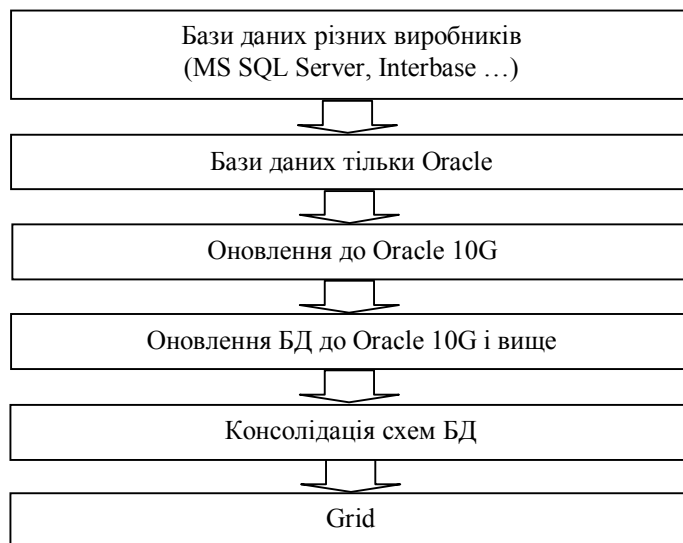 Бази даних різних виробників
(MS SQL Server, Interbase …)
Бази даних тільки Oracle
Оновлення до Oracle 10G
Оновлення БД до Oracle 10G і вище
Консолідація схем БД
Grid